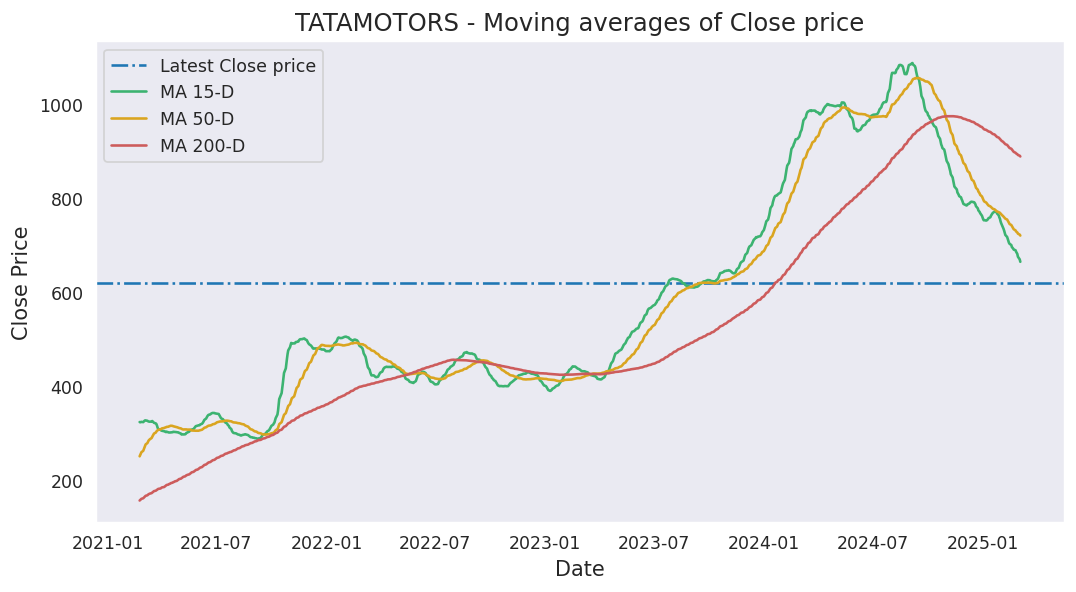 TATAMOTORS - Moving averages of Close price
Latest Close price
MA 15-D
MA 50-D
MA 200-D
Close Price
1000
800
600
400
200
2021-01 2021-07 2022-01 2022-07 2023-01 2023-07 2024-01 2024-07 2025-01
Date